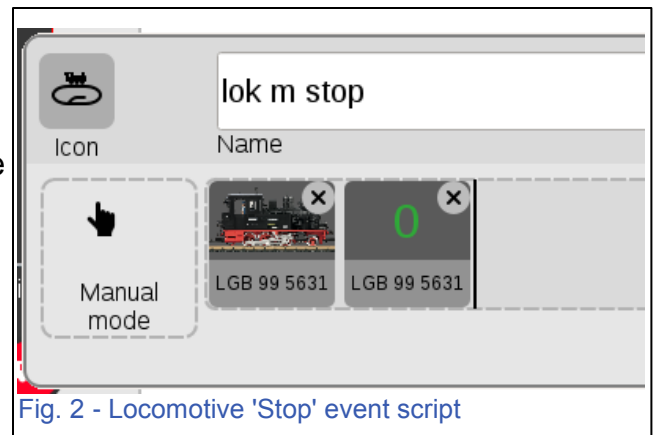 lok m stop
Icon
Name
e
0
LGB 99 5631
LGB 99 5631
Manual
mode
Fig. 2 - Locomotive 'Stop' event script